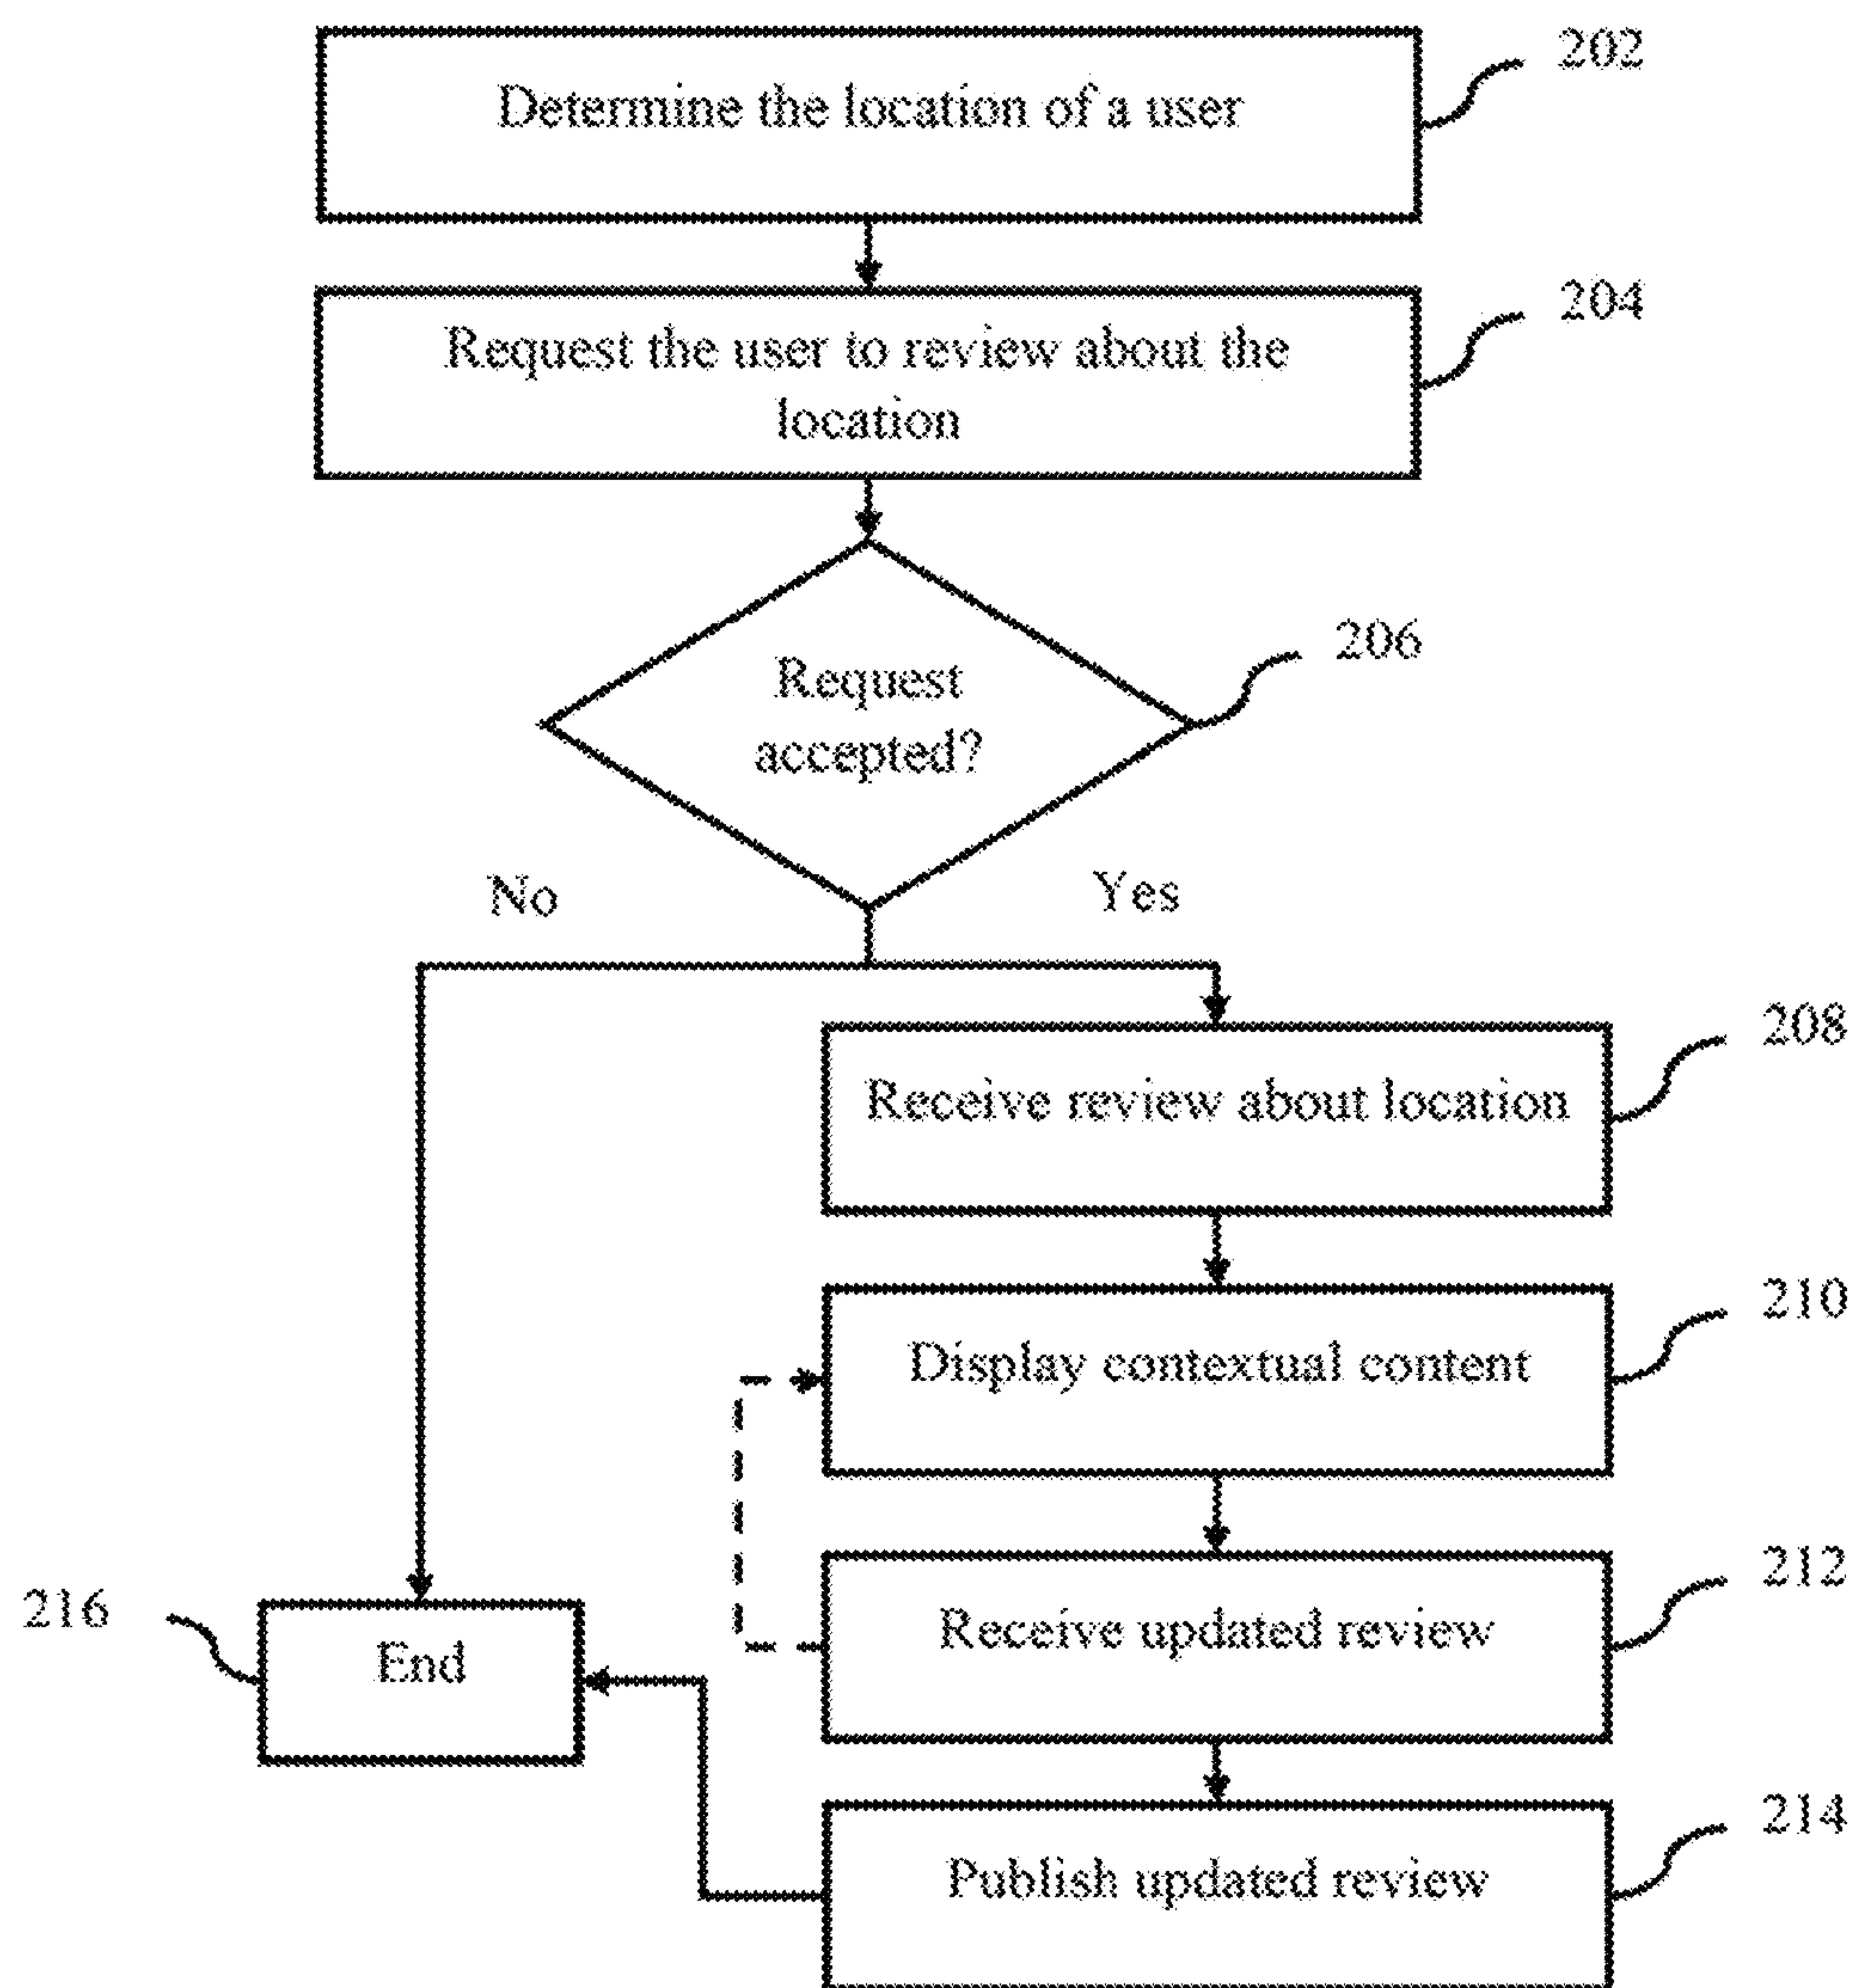 Determine the location of a user
202
Request the user to review about the
location
204
Request
accepted?
206
No
Yes
Receive review about location
208
Display contextual content
210
Receive updated review
212
216
End
Publish updated review
214